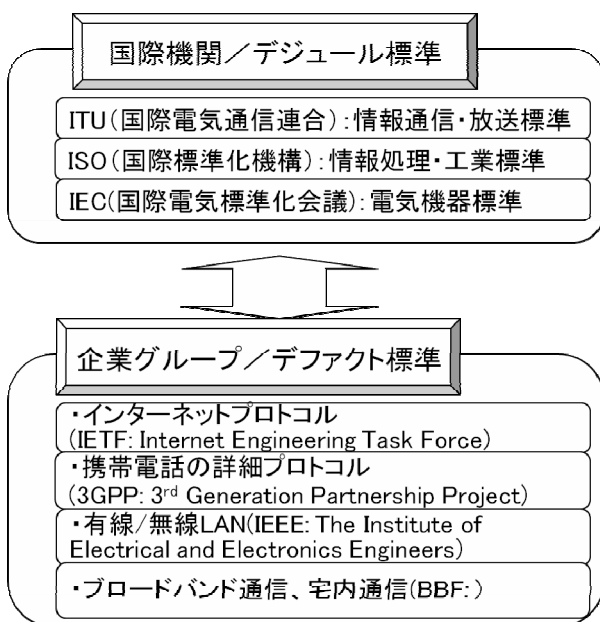 国際機関／デジュール標準
ITU(国際電気通信連合):情報通信・放送標準
ISO(国際標準化機構):情報処理・工業標準
IEC(国際電気標準化会議):電気機器標準
企業グループ／デファクト標準
・インターネットプロトコル
(IETF: Internet Engineering Task Force)
・携帯電話の詳細プロトコル
(3GPP: 3rd Generation Partnership Project)
・有線/無線LAN(IEEE: The Institute of
Electrical and Electronics Engineers)
・ブロードバンド通信、宅内通信(BBF:)